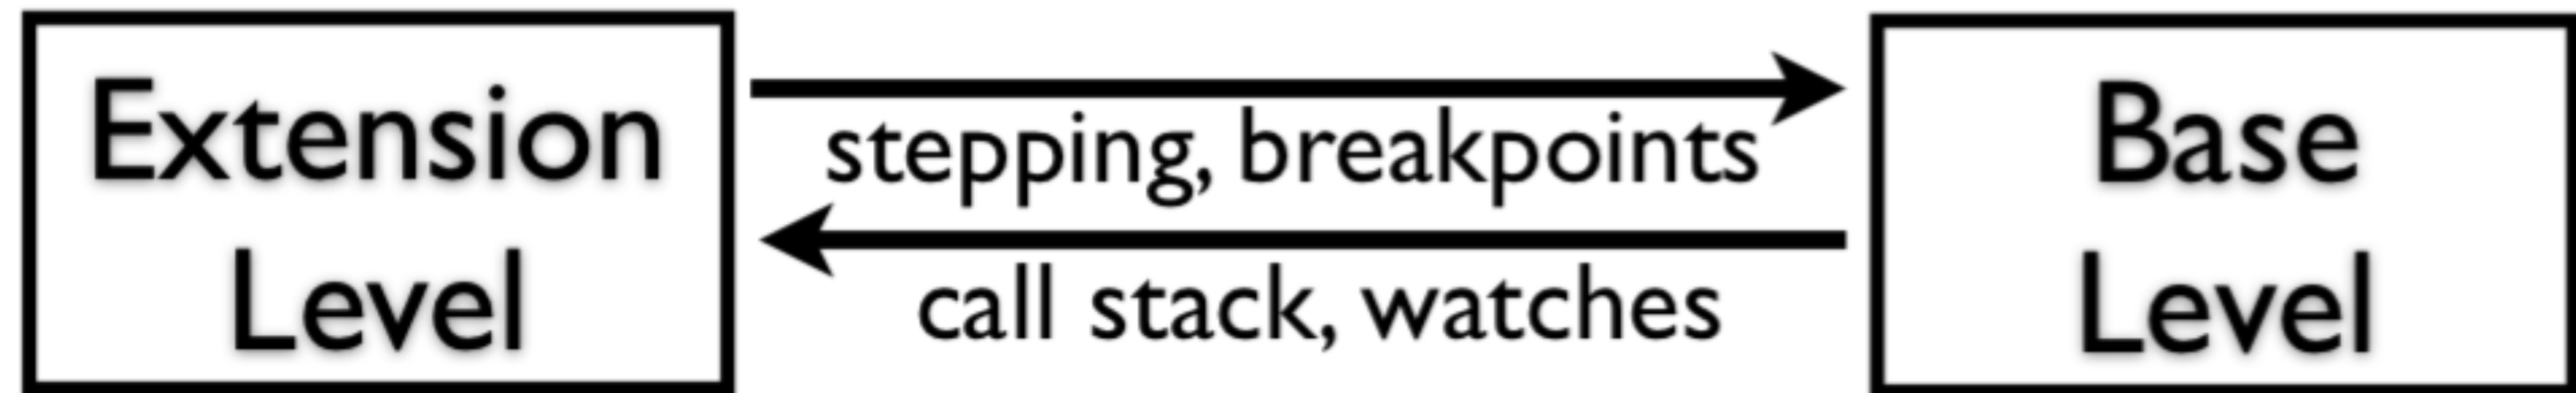 Extension
Level
stepping, breakpoints
call stack, watches
Base
Level